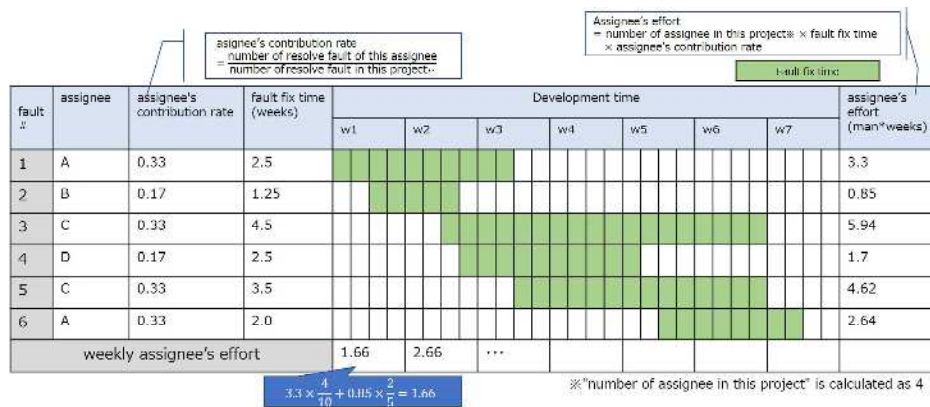 asignee's contribution rate
= number of resolve fault of this assignee
number of resolve fault in this project※
Assignee's effort
= number of assignee in this project※ × fault fix time
× assignee's contribution rate
Fault fix time
fault #
assignee
assignee's contribution rate
fault fix time (weeks)
Development time
assignee's effort (man*weeks)
w1 w2 w3 w4 w5 w6 w7
1 A 0.33 2.5 3.3
2 B 0.17 1.25 0.85
3 C 0.33 4.5 5.94
4 D 0.17 2.5 1.7
5 C 0.33 3.5 4.62
6 A 0.33 2.0 2.64
weekly assignee's effort 1.66 2.66 ···
3.3 × 4/10 + 0.85 × 2/5 = 1.66
※"number of assignee in this project" is calculated as 4